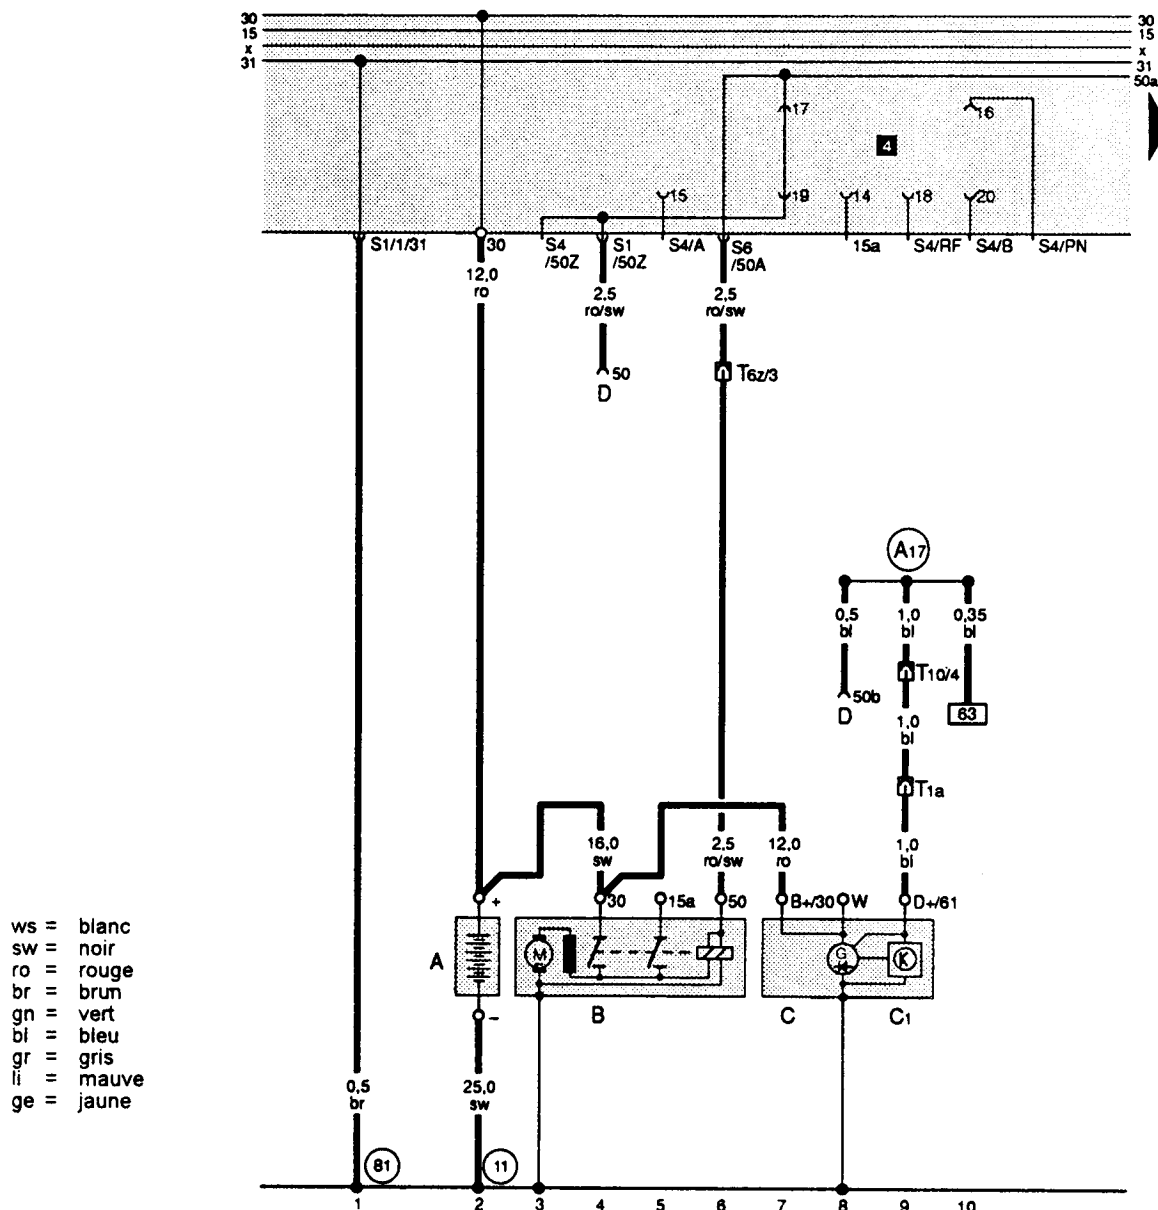 30 30
15 15
x x
31 31
50a
17 16
4
15 19 14 18 20
S1/1/31 30 S4 S1 S4/A S6 15a S4/RF S4/B S4/PN
/50Z /50Z /50A
12,0
ro
2,5 2,5
ro/sw ro/sw
50 T6z/3
D
A17
0,5 1,0 0,35
bl bl bl
T10/4
50b
D 63
1,0
bl
T1a
16,0 2,5 12,0 1,0
sw ro/sw ro bl
+ 30 15a 50 B+/30 W D+/61
ws = blanc
sw = noir
ro = rouge
br = brun
gn = vert
bl = bleu
gr = gris
li = mauve
ge = jaune
A M G K
B C C1
–
0,5 25,0
br sw
81 11
1 2 3 4 5 6 7 8 9 10